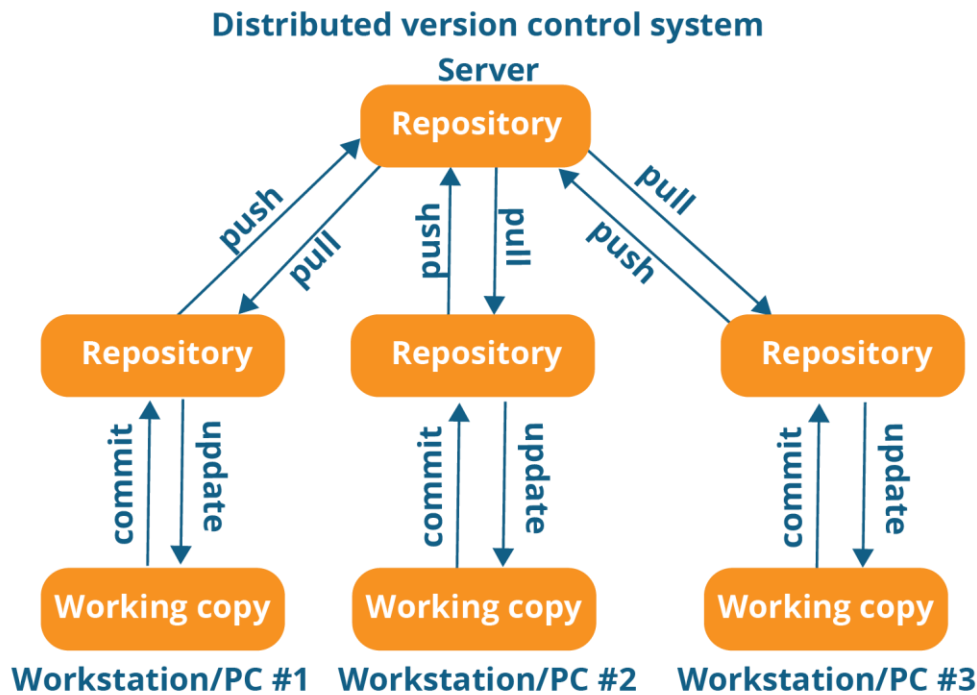 Distributed version control system
Server
Repository
push
pull
push
pull
push
pull
Repository
Repository
Repository
commit
update
commit
update
commit
update
Working copy
Working copy
Working copy
Workstation/PC #1
Workstation/PC #2
Workstation/PC #3